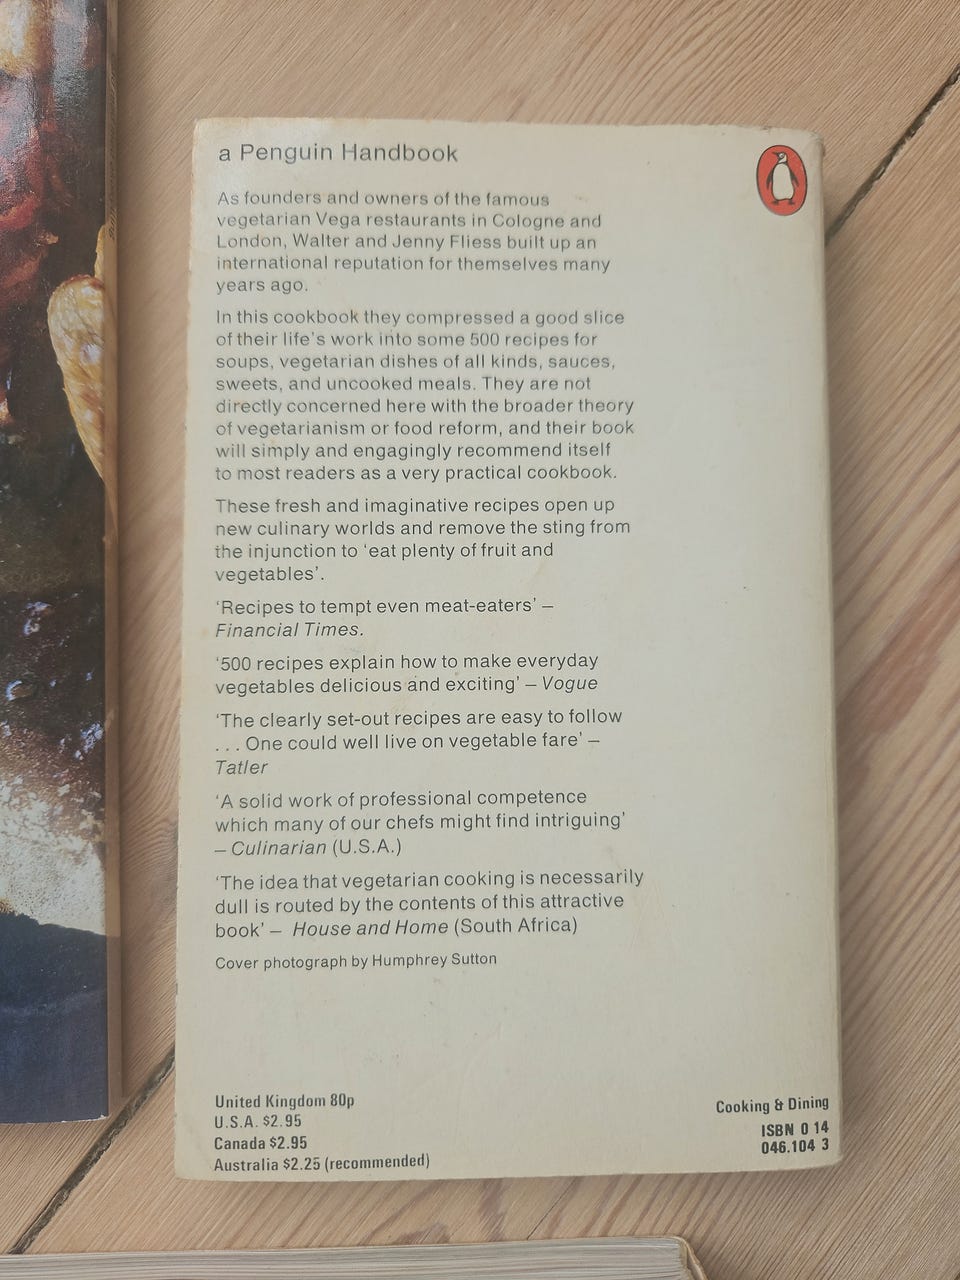 a Penguin Handbook
As founders and owners of the famous
vegetarian Vega restaurants in Cologne and
London, Walter and Jenny Fliess built up an
international reputation for themselves many
years ago.
In this cookbook they compressed a good slice
of their life's work into some 500 recipes for
soups, vegetarian dishes of all kinds, sauces,
sweets, and uncooked meals. They are not
directly concerned here with the broader theory
of vegetarianism or food reform, and their book
will simply and engagingly recommend itself
to most readers as a very practical cookbook.
These fresh and imaginative recipes open up
new culinary worlds and remove the sting from
the injunction to ‘eat plenty of fruit and
vegetables’.
‘Recipes to tempt even meat-eaters’ –
Financial Times.
‘500 recipes explain how to make everyday
vegetables delicious and exciting’ – Vogue
‘The clearly set-out recipes are easy to follow
. . . One could well live on vegetable fare’ –
Tatler
‘A solid work of professional competence
which many of our chefs might find intriguing’
– Culinarian (U.S.A.)
‘The idea that vegetarian cooking is necessarily
dull is routed by the contents of this attractive
book’ – House and Home (South Africa)
Cover photograph by Humphrey Sutton
United Kingdom 80p
U.S.A. $2.95
Canada $2.95
Australia $2.25 (recommended)
Cooking & Dining
ISBN 0 14
046.104 3